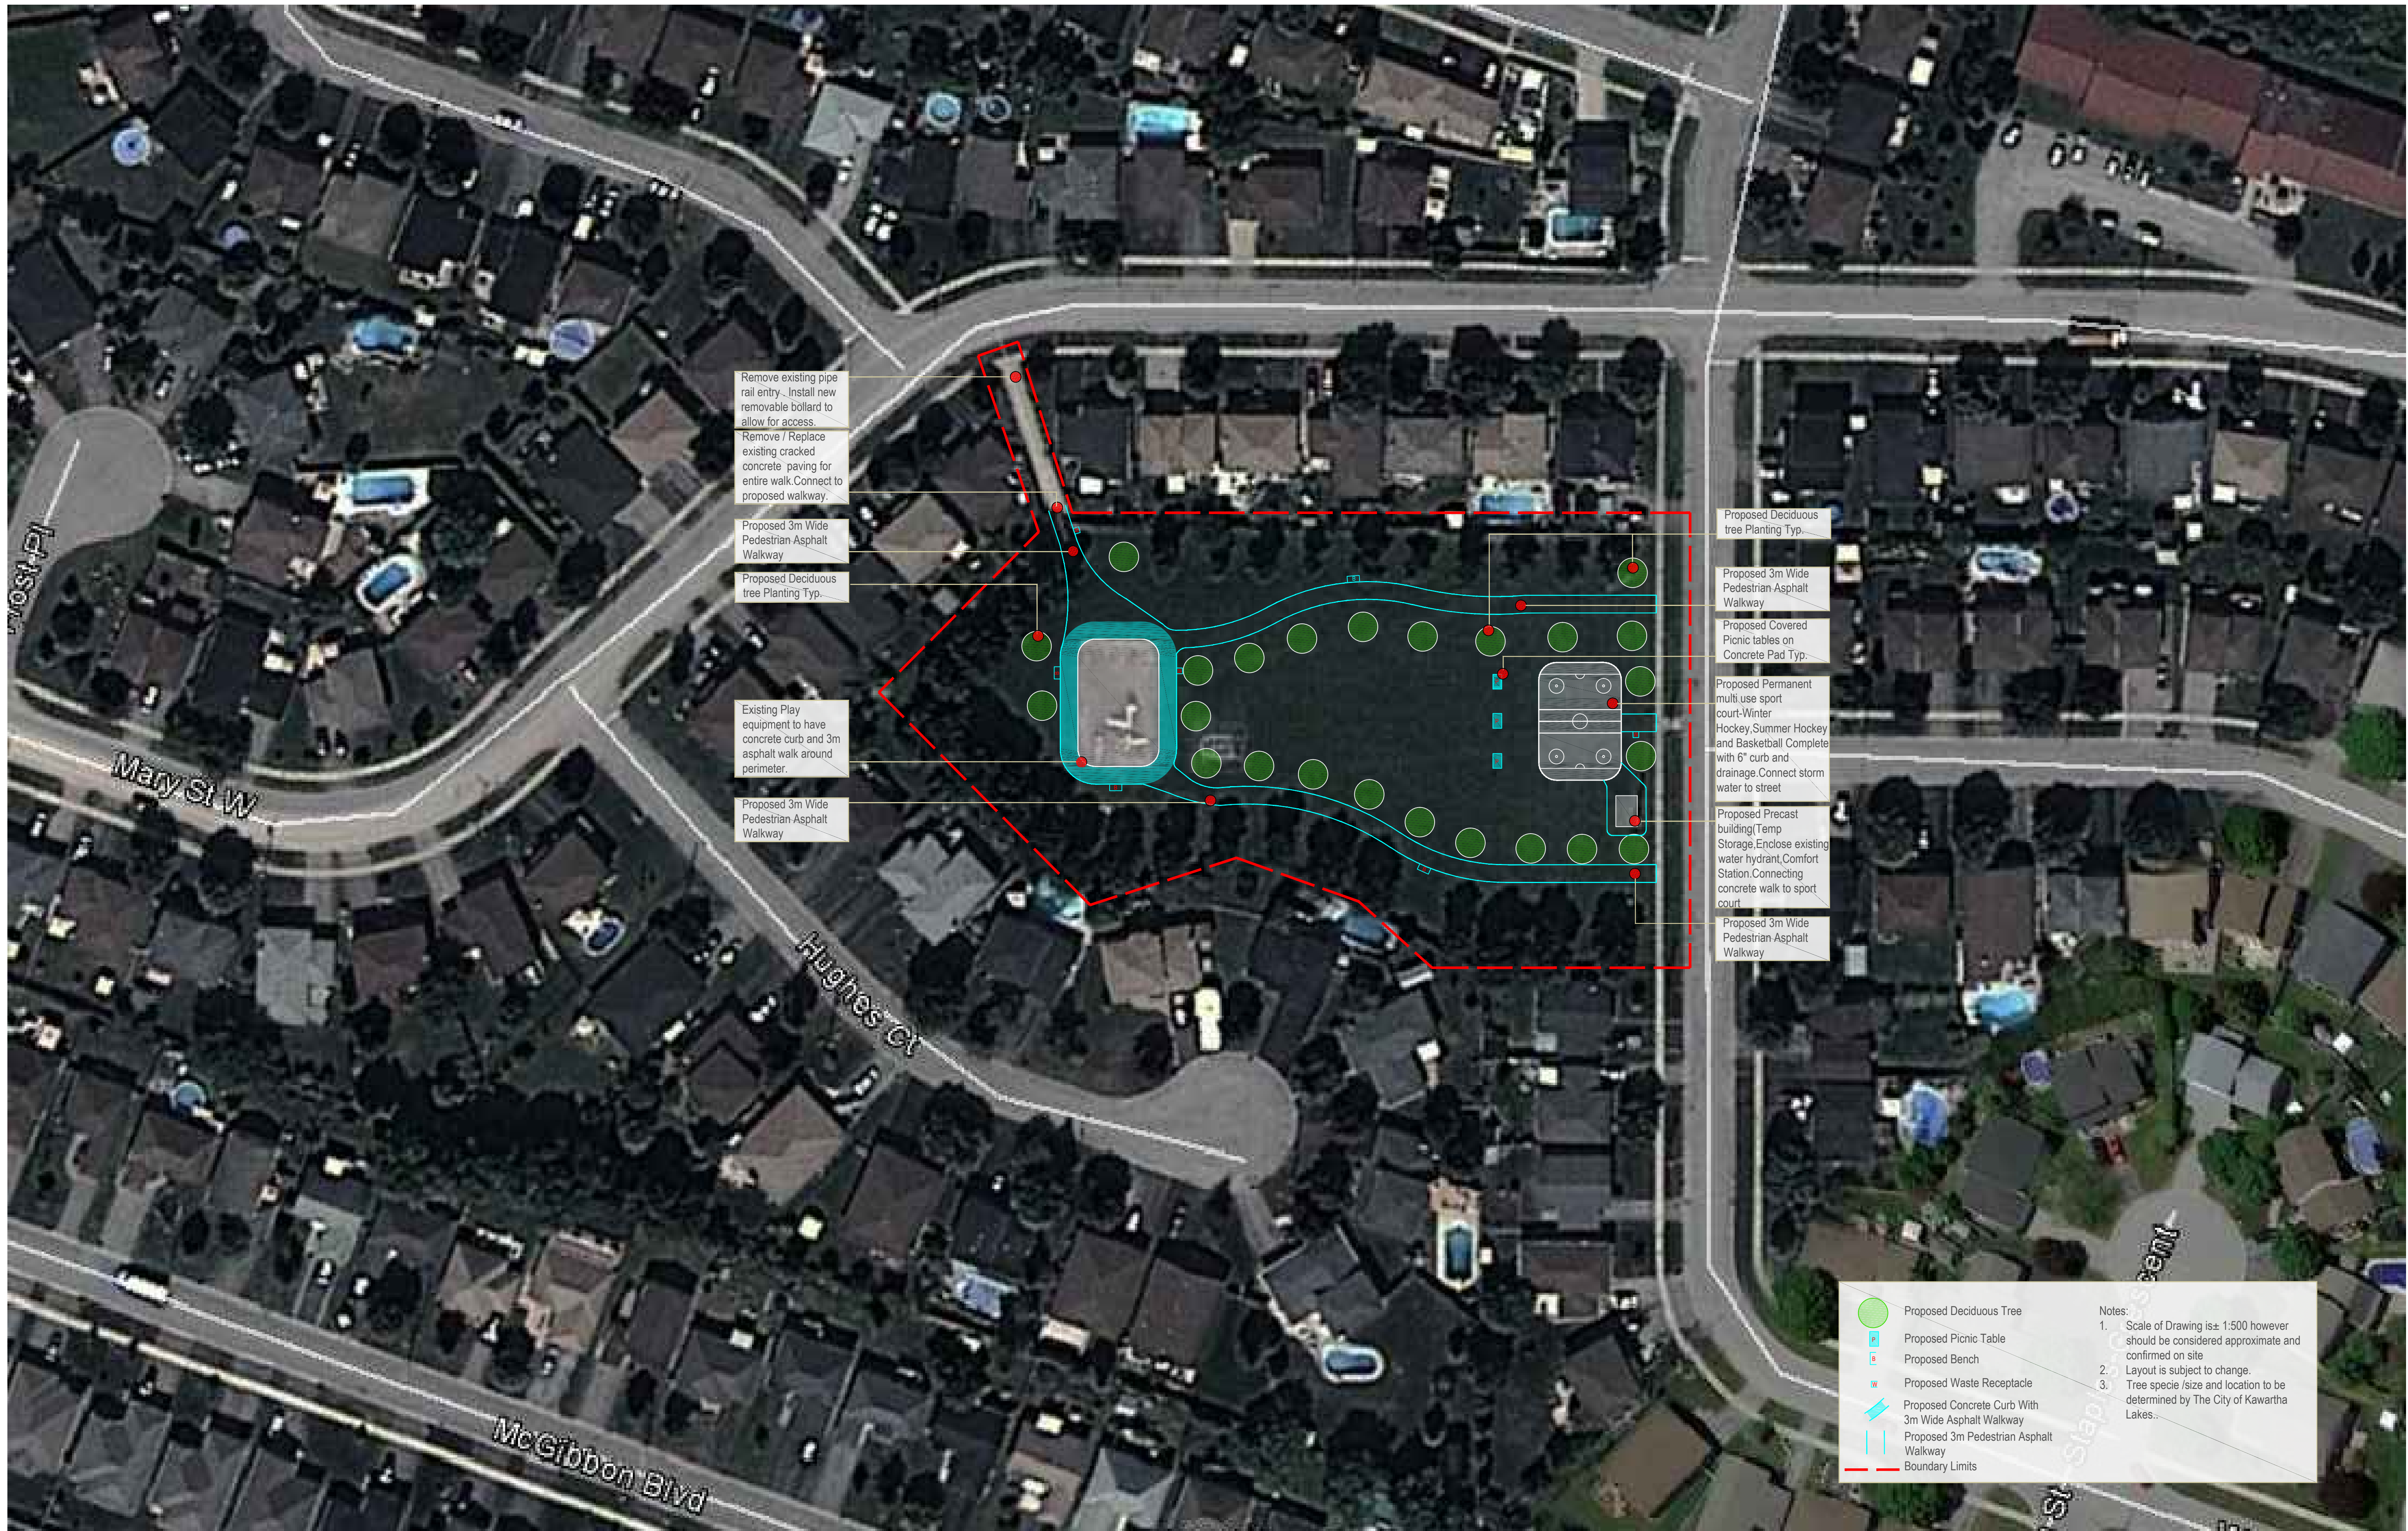 Remove existing pipe
rail entry . Install new
removable bollard to
allow for access.
Remove / Replace
existing cracked
concrete paving for
entire walk.Connect to
proposed walkway.
Proposed 3m Wide
Pedestrian Asphalt
Walkway
Proposed Deciduous
tree Planting Typ.
Existing Play
equipment to have
concrete curb and 3m
asphalt walk around
perimeter.
Proposed 3m Wide
Pedestrian Asphalt
Walkway
Proposed Deciduous
tree Planting Typ.
Proposed 3m Wide
Pedestrian Asphalt
Walkway
Proposed Covered
Picnic tables on
Concrete Pad Typ.
Proposed Permanent
multi use sport
court-Winter
Hockey,Summer Hockey
and Basketball Complete
with 6" curb and
drainage.Connect storm
water to street
Proposed Precast
building(Temp
Storage,Enclose existing
water hydrant,Comfort
Station.Connecting
concrete walk to sport
court
Proposed 3m Wide
Pedestrian Asphalt
Walkway
Mary St W
Hughes Ct
McGibbon Blvd
Pl
St
P
B
W
Proposed Deciduous Tree
Proposed Picnic Table
Proposed Bench
Proposed Waste Receptacle
Proposed Concrete Curb With
3m Wide Asphalt Walkway
Proposed 3m Pedestrian Asphalt
Walkway
Boundary Limits
Notes:
1. Scale of Drawing is± 1:500 however
should be considered approximate and
confirmed on site
2. Layout is subject to change.
3. Tree specie /size and location to be
determined by The City of Kawartha
Lakes..
Staples Crescent